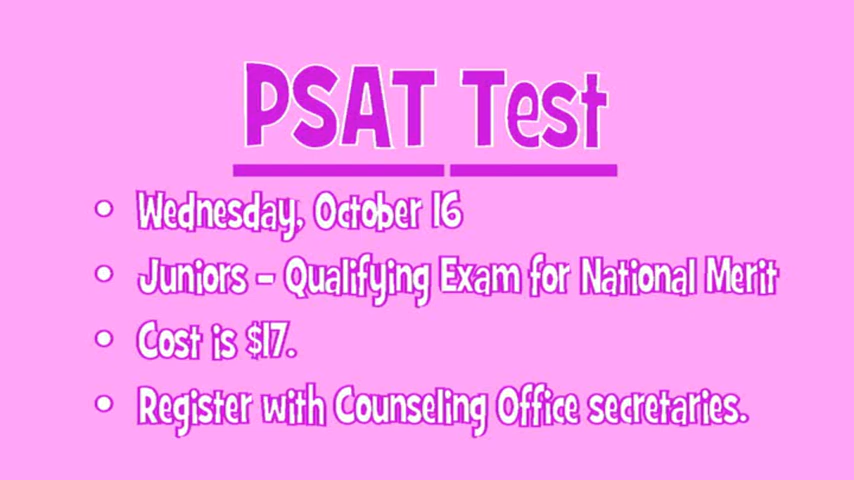 PSAT Test
• Wednesday, October 16
• Juniors - Qualifying Exam for National Merit
• Cost is $17.
• Register with Counseling Office secretaries.